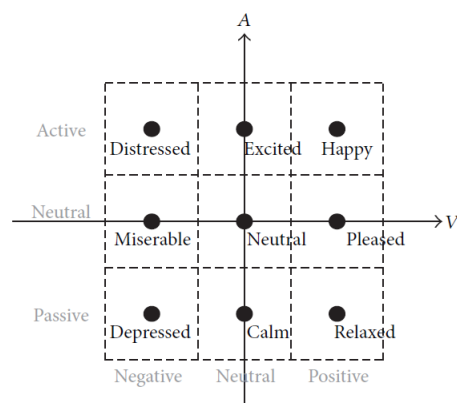 A
Active
Distressed Excited Happy
Neutral
V
Miserable Neutral Pleased
Passive
Depressed Calm Relaxed
Negative Neutral Positive